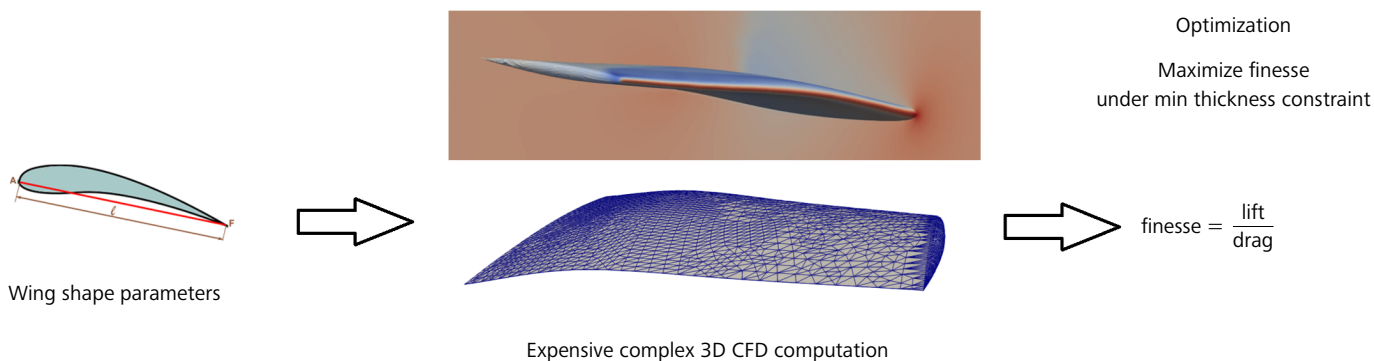 A
ℓ
F
Wing shape parameters
Expensive complex 3D CFD computation
Optimization
Maximize finesse
under min thickness constraint
finesse = lift
drag